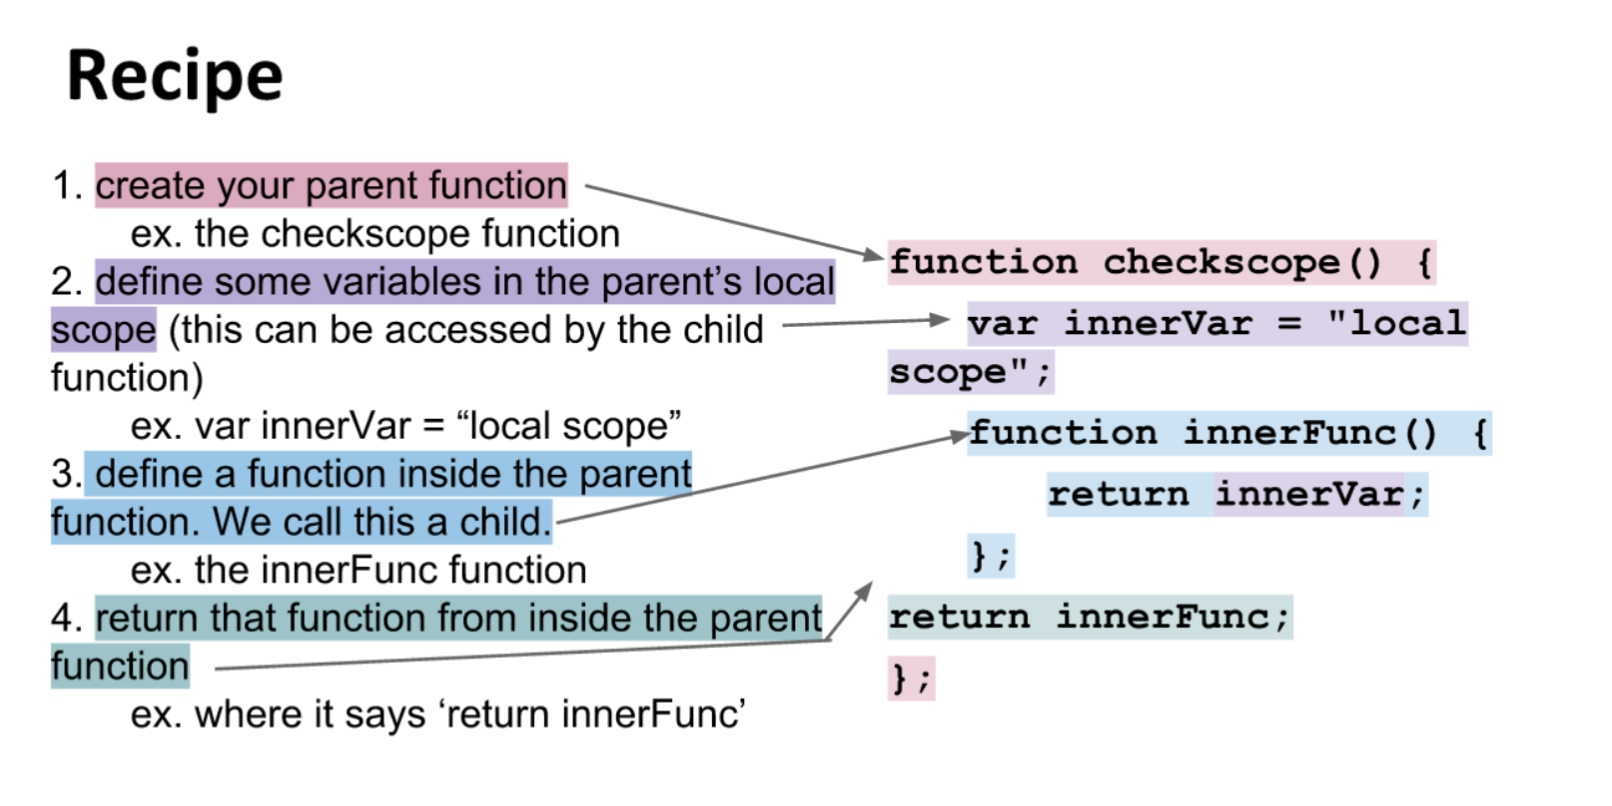 Recipe
1. create your parent function
ex. the checkscope function
2. define some variables in the parent’s local
scope (this can be accessed by the child
function)
ex. var innerVar = “local scope”
3. define a function inside the parent
function. We call this a child.
ex. the innerFunc function
4. return that function from inside the parent
function
ex. where it says ‘return innerFunc’
function checkscope() {
var innerVar = "local
scope";
function innerFunc() {
return innerVar;
};
return innerFunc;
};